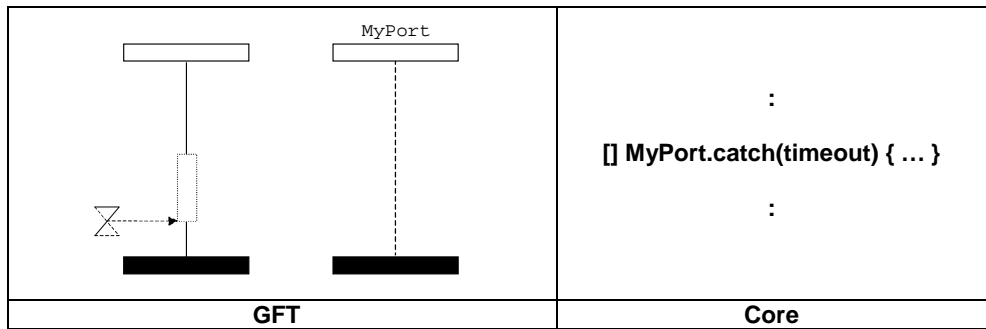 MyPort
:
[] MyPort.catch(timeout) { … }
:
GFT
Core